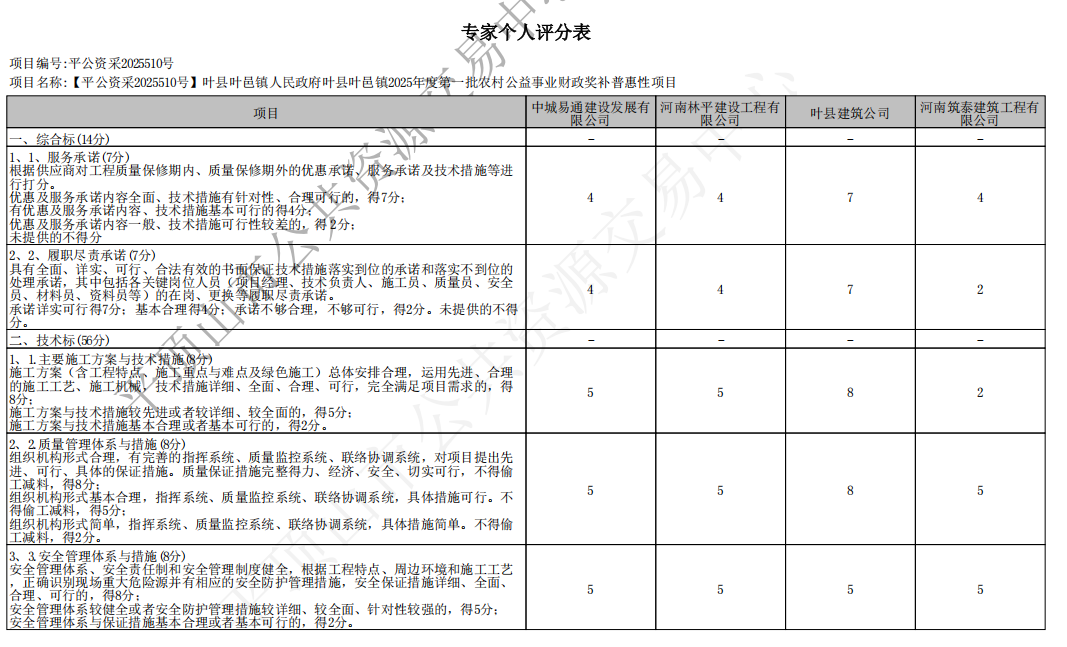 专家个人评分表
项目编号:平公资采2025510号
项目名称:【平公资采2025510号】叶县叶邑镇人民政府叶县叶邑镇2025年度第一批农村公益事业财政奖补普惠性项目
项目 中城易通建设发展有限公司 河南林平建设工程有限公司 叶县建筑公司 河南筑泰建筑工程有限公司
一、综合标(14分) – – – –
1、1、服务承诺(7分)
根据供应商对工程质量保修期内、质量保修期外的优惠承诺、服务承诺及技术措施等进
行打分。
优惠及服务承诺内容全面、技术措施有针对性、合理可行的，得7分；
有优惠及服务承诺内容、技术措施基本可行的得4分；
优惠及服务承诺内容一般、技术措施可行性较差的，得2分；
未提供的不得分
4 4 7 4
2、2、履职尽责承诺(7分)
具有全面、详实、可行、合法有效的书面保证技术措施落实到位的承诺和落实不到位的
处理承诺，其中包括各关键岗位人员（项目经理、技术负责人、施工员、质量员、安全
员、材料员、资料员等）的在岗、更换等履职尽责承诺。
承诺详实可行得7分；基本合理得4分；承诺不够合理，不够可行，得2分。未提供的不得
分。
4 4 7 2
二、技术标(56分) – – – –
1、1.主要施工方案与技术措施(8分)
施工方案（含工程特点、施工重点与难点及绿色施工）总体安排合理，运用先进、合理
的施工工艺、施工机械，技术措施详细、全面、合理、可行，完全满足项目需求的，得
8分；
施工方案与技术措施较先进或者较详细、较全面的，得5分；
施工方案与技术措施基本合理或者基本可行的，得2分。
5 5 8 2
2、2.质量管理体系与措施(8分)
组织机构形式合理，有完善的指挥系统、质量监控系统、联络协调系统，对项目提出先
进、可行、具体的保证措施。质量保证措施完整得力、经济、安全、切实可行，不得偷
工减料，得8分；
组织机构形式基本合理，指挥系统、质量监控系统、联络协调系统，具体措施可行。不
得偷工减料，得5分；
组织机构形式简单，指挥系统、质量监控系统、联络协调系统，具体措施简单。不得偷
工减料，得2分。
5 5 8 5
3、3.安全管理体系与措施(8分)
安全管理体系、安全责任制和安全管理制度健全，根据工程特点、周边环境和施工工艺
，正确识别现场重大危险源并有相应的安全防护管理措施，安全保证措施详细、全面、
合理、可行的，得8分；
安全管理体系较健全或者安全防护管理措施较详细、较全面、针对性较强的，得5分；
安全管理体系与保证措施基本合理或者基本可行的，得2分。
5 5 5 5
平顶山市公共资源交易中心
平顶山市公共资源交易中心